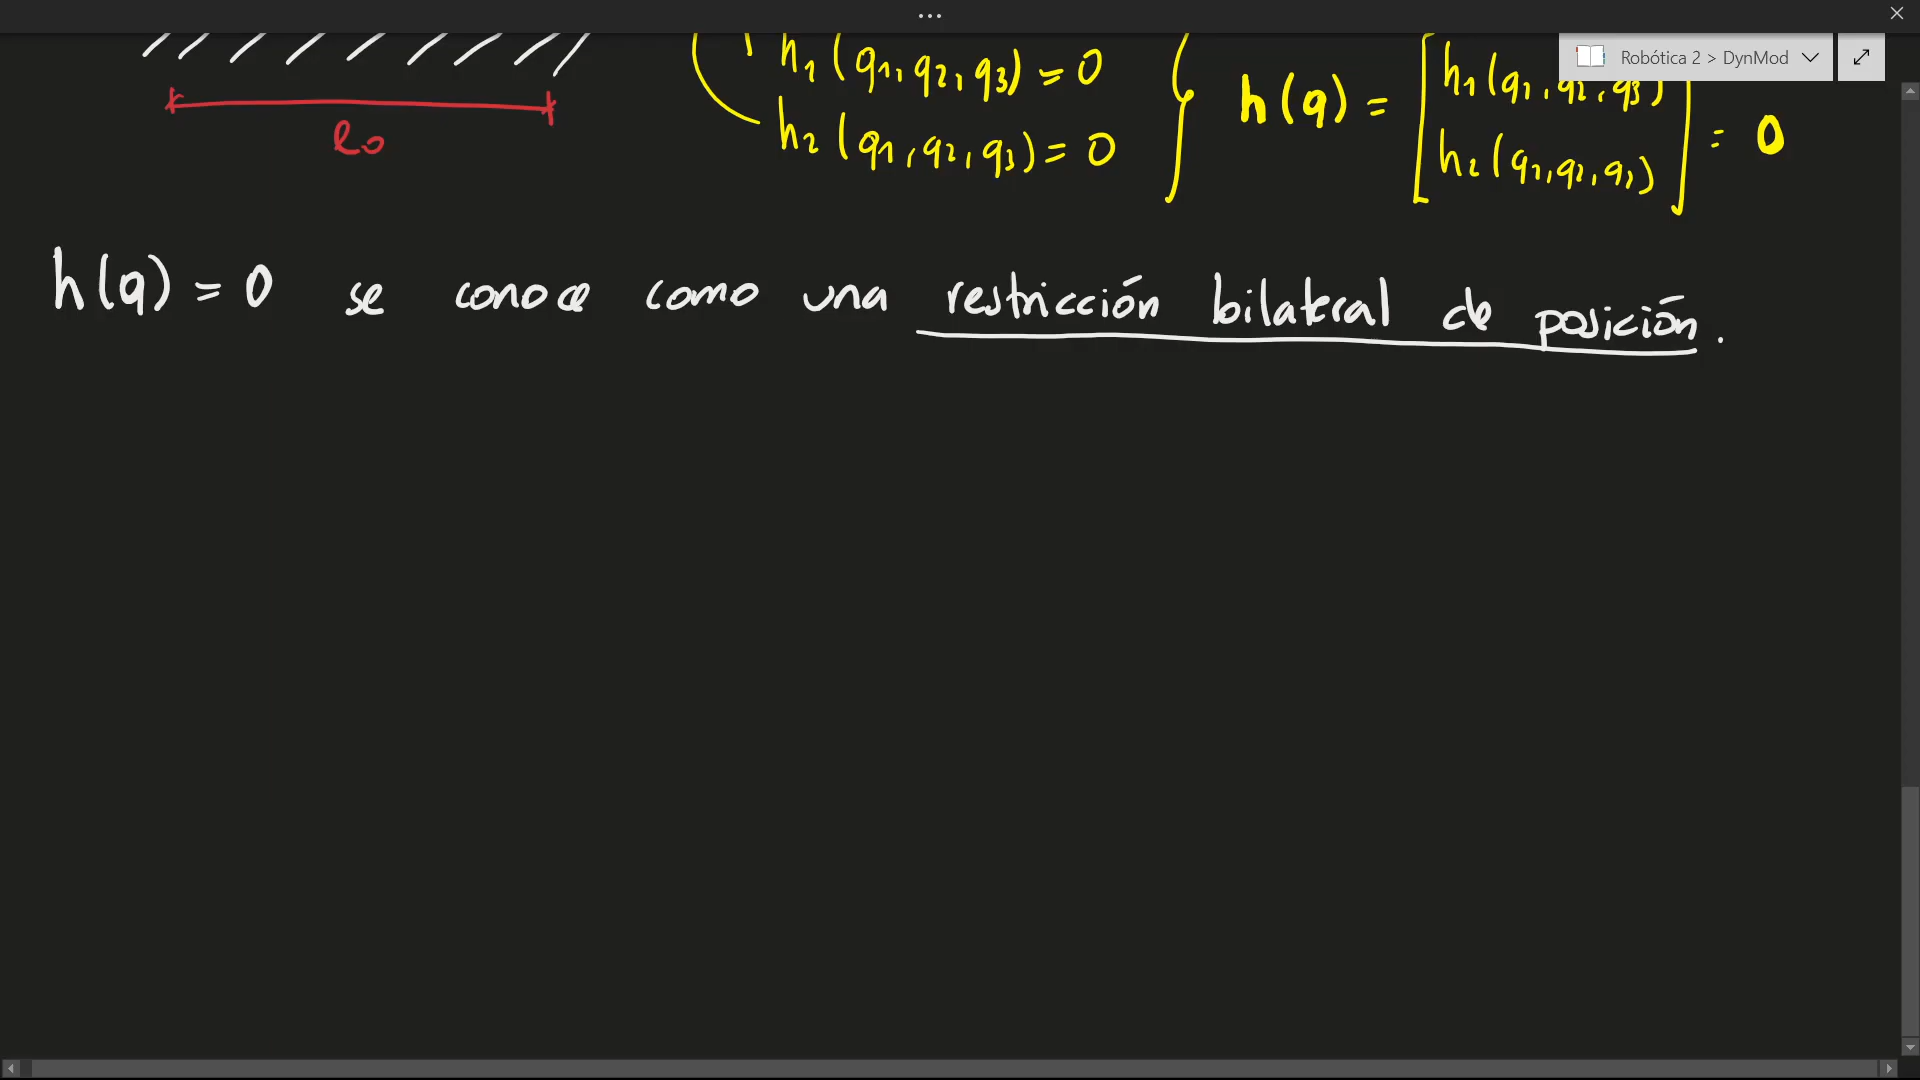 Robótica 2 > DynMod
h₁(q₁,q₂,q₃) = 0
h₂(q₁,q₂,q₃) = 0
h(q) =
h₁(q₁,q₂,q₃)
h₂(q₁,q₂,q₃)
= 0
l₀
h(q) = 0 se conoce como una restricción bilateral de posición.